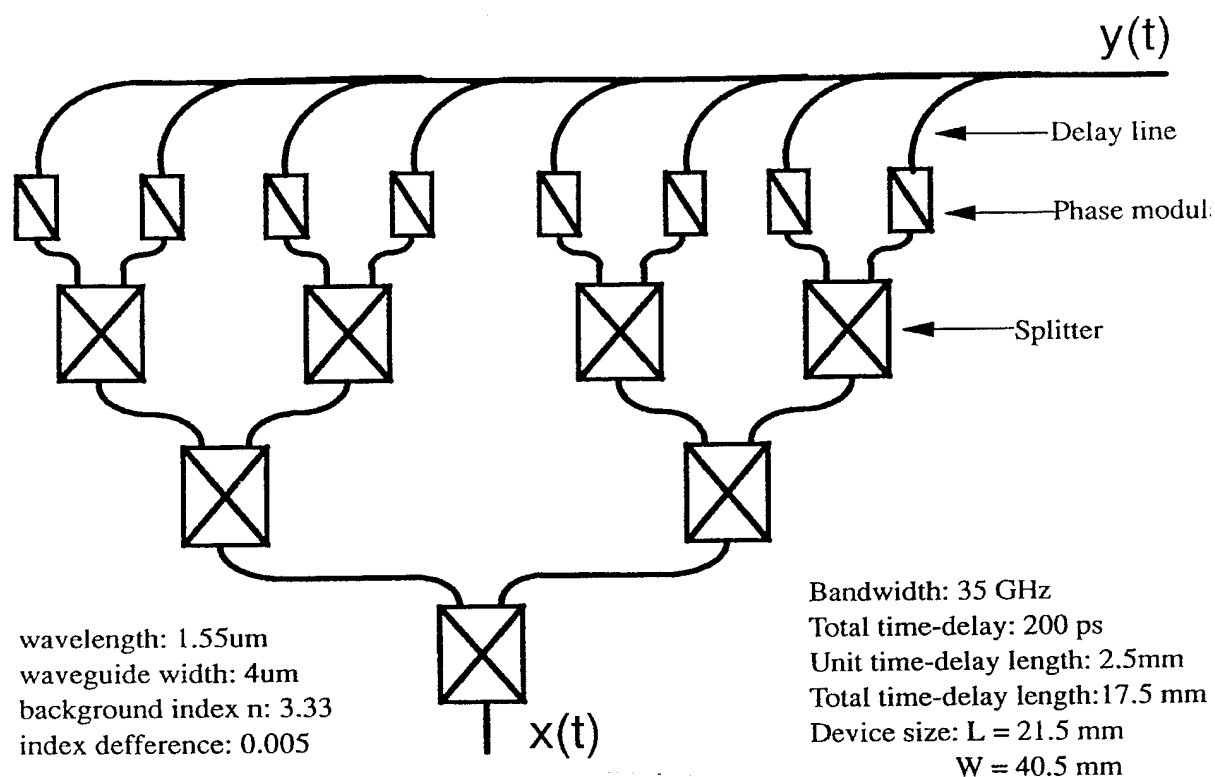 y(t)
Delay line
Phase modul
Splitter
Bandwidth: 35 GHz
Total time-delay: 200 ps
Unit time-delay length: 2.5mm
Total time-delay length:17.5 mm
Device size: L = 21.5 mm
W = 40.5 mm
wavelength: 1.55um
waveguide width: 4um
background index n: 3.33
index defference: 0.005
x(t)